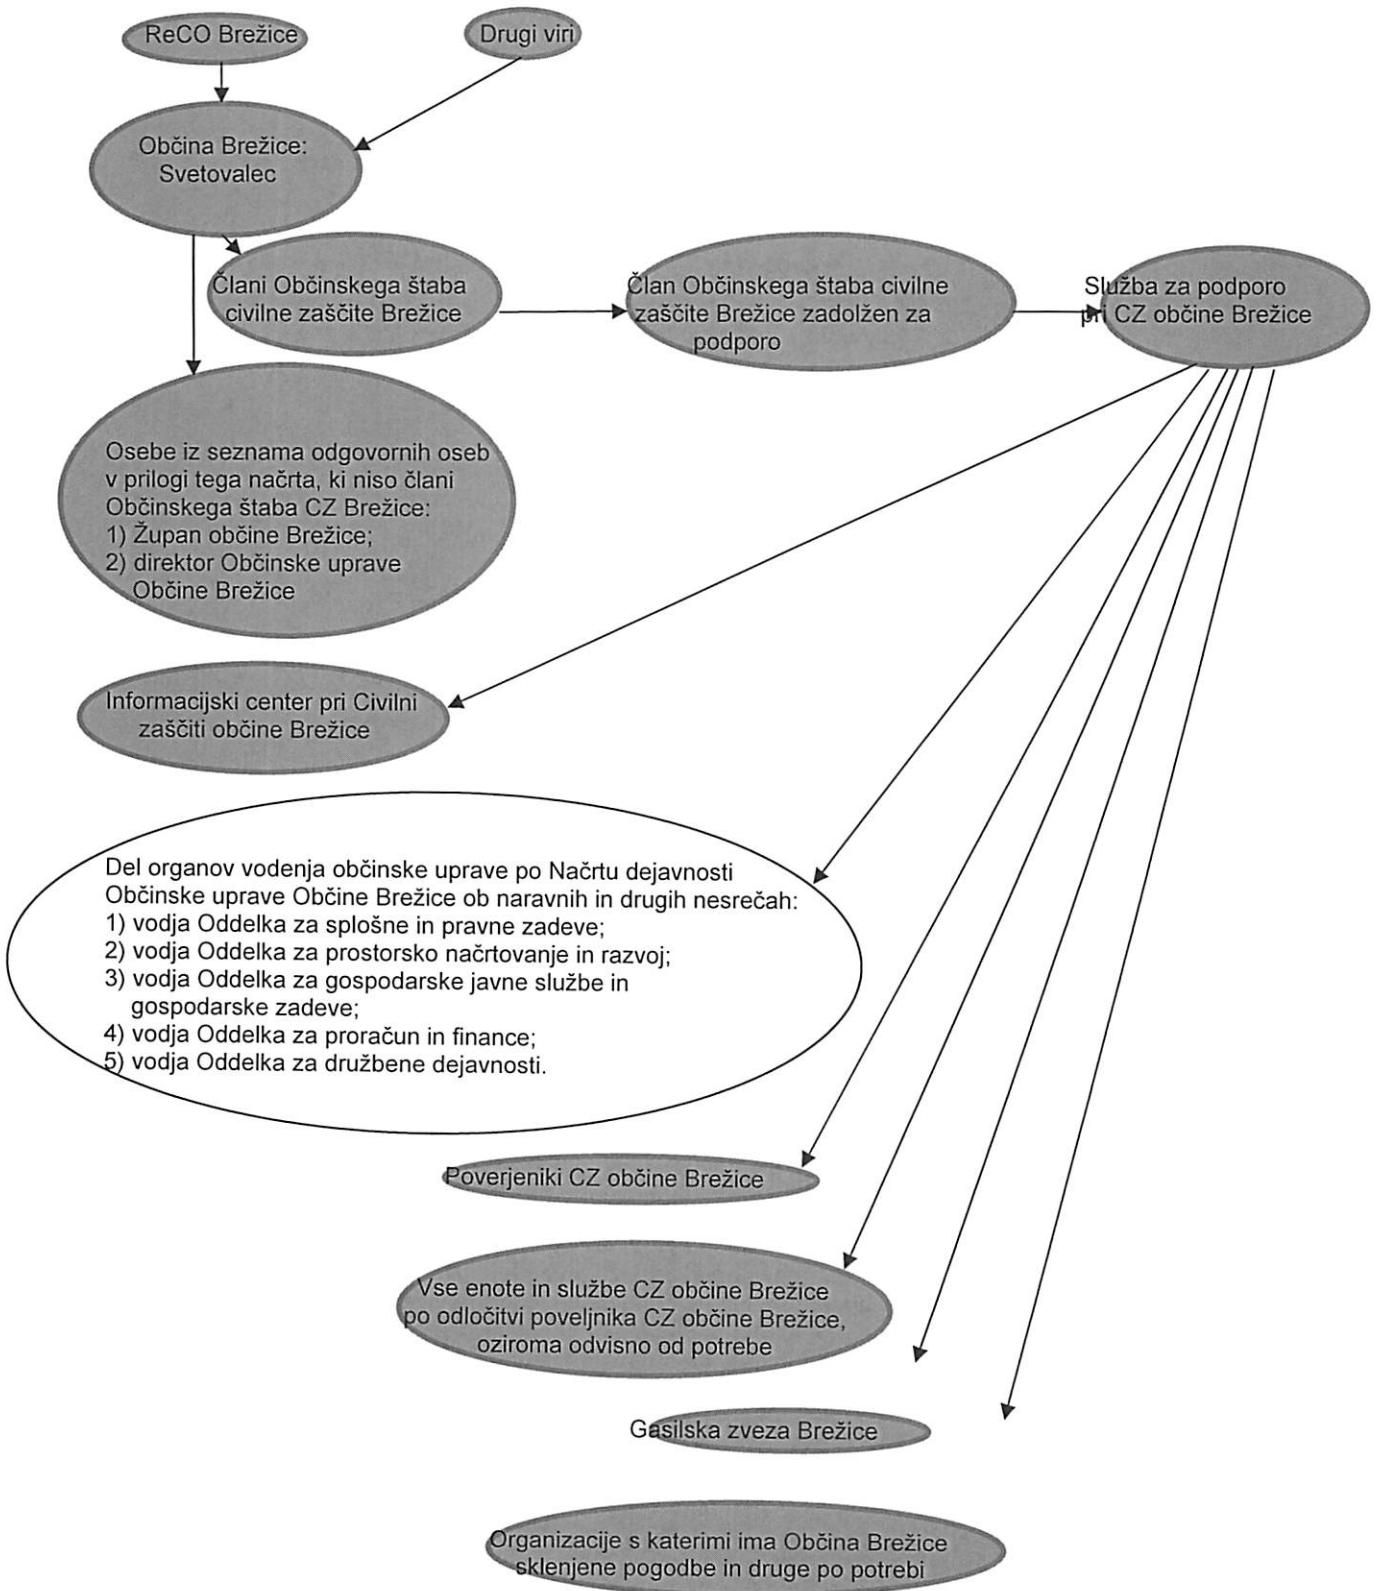 ReCO Brežice
Drugi viri
Občina Brežice:
Svetovalec
Člani Občinskega štaba
civilne zaščite Brežice
Član Občinskega štaba civilne
zaščite Brežice zadolžen za
podporo
Služba za podporo
pri CZ občine Brežice
Osebe iz seznama odgovornih oseb
v prilogi tega načrta, ki niso člani
Občinskega štaba CZ Brežice:
1) Župan občine Brežice;
2) direktor Občinske uprave
Občine Brežice
Informacijski center pri Civilni
zaščiti občine Brežice
Del organov vodenja občinske uprave po Načrtu dejavnosti
Občinske uprave Občine Brežice ob naravnih in drugih nesrečah:
1) vodja Oddelka za splošne in pravne zadeve;
2) vodja Oddelka za prostorsko načrtovanje in razvoj;
3) vodja Oddelka za gospodarske javne službe in
gospodarske zadeve;
4) vodja Oddelka za proračun in finance;
5) vodja Oddelka za družbene dejavnosti.
Poverjeniki CZ občine Brežice
Vse enote in službe CZ občine Brežice
po odločitvi poveljnika CZ občine Brežice,
oziroma odvisno od potrebe
Gasilska zveza Brežice
Organizacije s katerimi ima Občina Brežice
sklenjene pogodbe in druge po potrebi